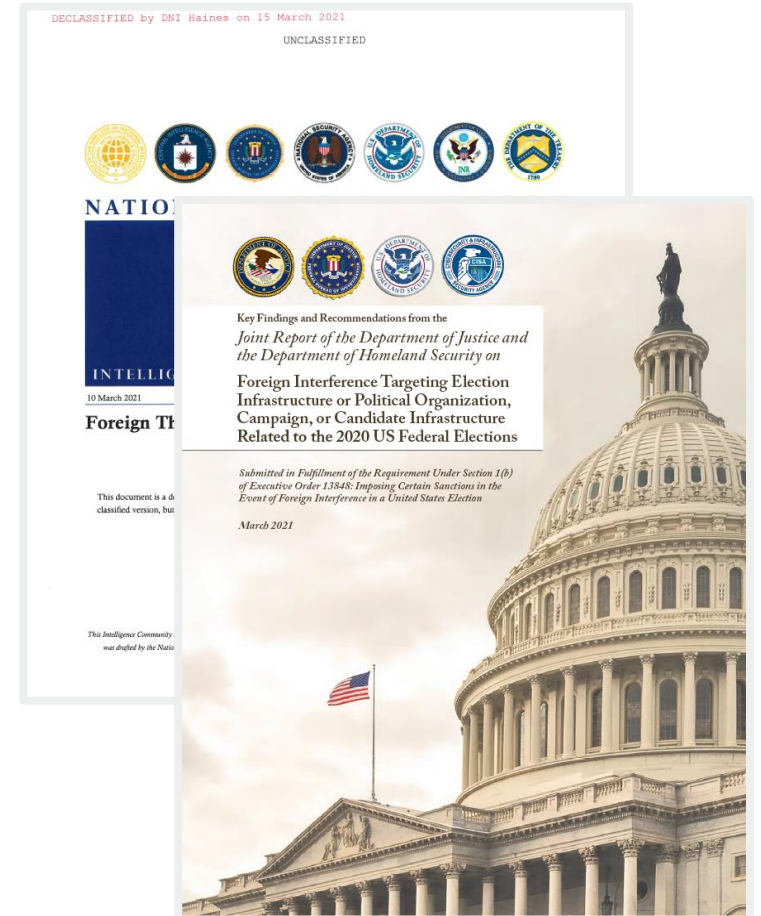 DECLASSIFIED by DNI Haines on 15 March 2021
UNCLASSIFIED
NATIO
INTELLIG
10 March 2021
Foreign Th
This document is a de
classified version, but
This Intelligence Community
was drafted by the Natio
Key Findings and Recommendations from the
Joint Report of the Department of Justice and
the Department of Homeland Security on
Foreign Interference Targeting Election
Infrastructure or Political Organization,
Campaign, or Candidate Infrastructure
Related to the 2020 US Federal Elections
Submitted in Fulfillment of the Requirement Under Section 1(b)
of Executive Order 13848: Imposing Certain Sanctions in the
Event of Foreign Interference in a United States Election
March 2021